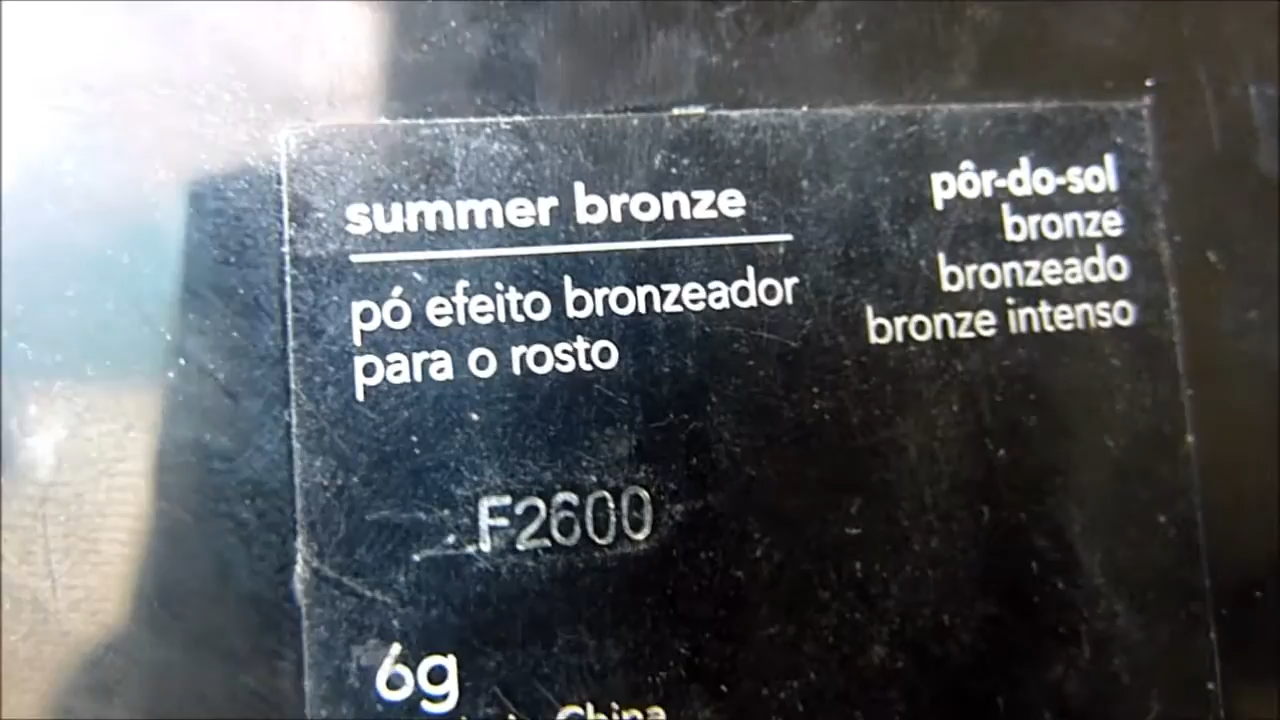 summer bronze
pó efeito bronzeador
para o rosto
pôr-do-sol
bronze
bronzeado
bronze intenso
F2600
6g
China